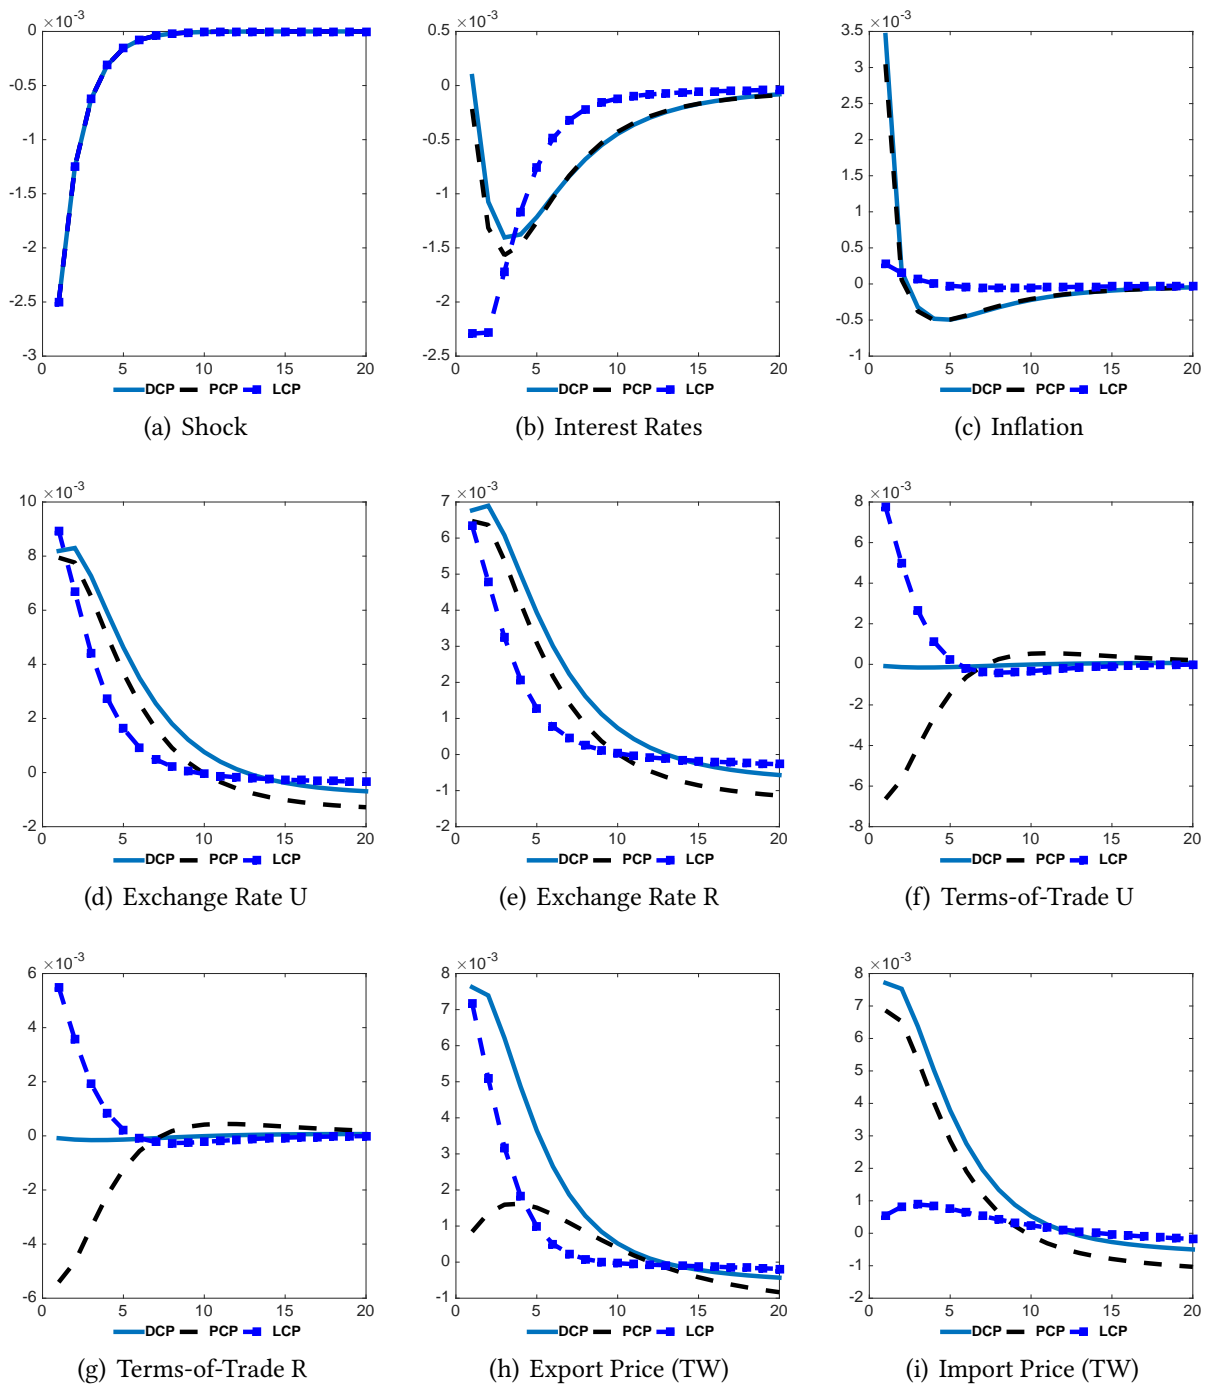 ×10-3 ×10-3 ×10-3
0 0.5 3.5
-0.5 0 3
-1 -0.5 2.5
-1.5 -1 2
-2 -1.5 1.5
-2.5 -2 1
-3 -2.5 0.5
0
-0.5
-1
0 5 10 15 20 0 5 10 15 20 0 5 10 15 20
DCP PCP LCP DCP PCP LCP DCP PCP LCP
(a) Shock (b) Interest Rates (c) Inflation
10 ×10-3 7 ×10-3 8 ×10-3
8 6 6
6 5 4
4 4 2
2 3 0
0 2 -2
-2 1 -4
0 -6
-1 -8
-2
0 5 10 15 20 0 5 10 15 20 0 5 10 15 20
DCP PCP LCP DCP PCP LCP DCP PCP LCP
(d) Exchange Rate U (e) Exchange Rate R (f) Terms-of-Trade U
6 ×10-3 8 ×10-3 8 ×10-3
4 7 7
2 6 6
0 5 5
-2 4 4
-4 3 3
-6 2 2
1 1
0 0
-1 -1
-2
0 5 10 15 20 0 5 10 15 20 0 5 10 15 20
DCP PCP LCP DCP PCP LCP DCP PCP LCP
(g) Terms-of-Trade R (h) Export Price (TW) (i) Import Price (TW)